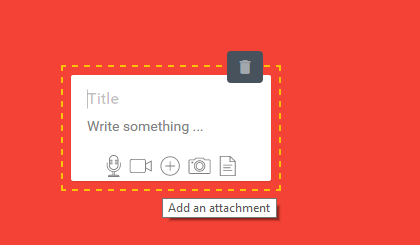 Title
Write something ...
Add an attachment